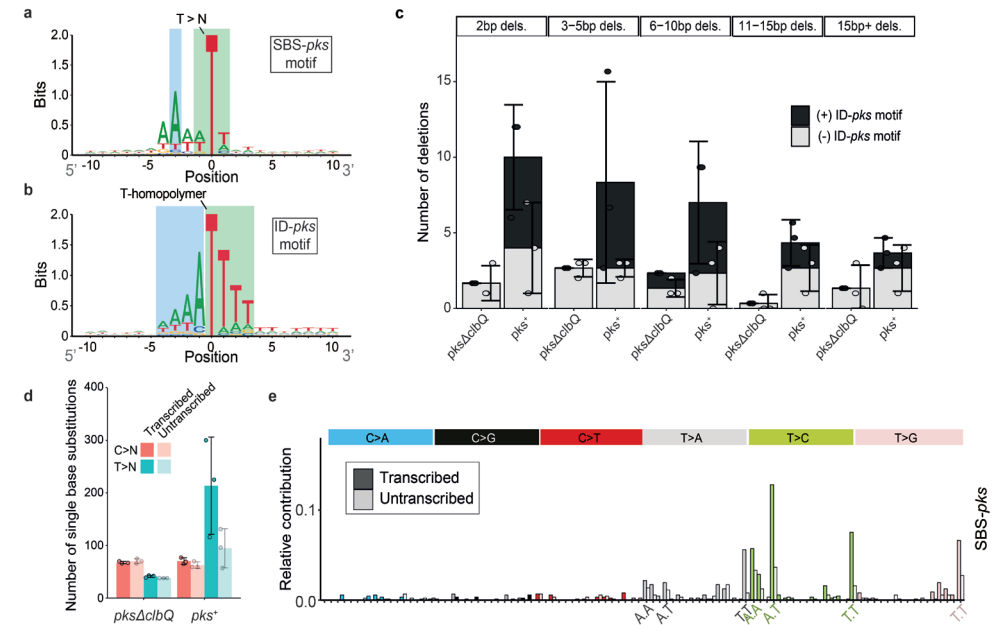 a
T > N
SBS-pks
motif
2.0
1.5
1.0
0.5
0
Bits
5' -10 -5 0 5 10 3'
Position
b
T-homopolymer
ID-pks
motif
2.0
1.5
1.0
0.5
0
Bits
5' -10 -5 0 5 10 3'
Position
c
2bp dels. 3−5bp dels. 6−10bp dels. 11−15bp dels. 15bp+ dels.
15
10
5
0
Number of deletions
(+) ID-pks motif
(-) ID-pks motif
pksΔclbQ pks+ pksΔclbQ pks+ pksΔclbQ pks+ pksΔclbQ pks+ pksΔclbQ pks+
d
400
300
200
100
0
Number of single base substitutions
Transcribed
Untranscribed
C>N
T>N
pksΔclbQ pks+
e
C>A C>G C>T T>A T>C T>G
Relative contribution
0.1
0.0
Transcribed
Untranscribed
A.A A.T T.T A.A A.T T.T T.T
SBS-pks